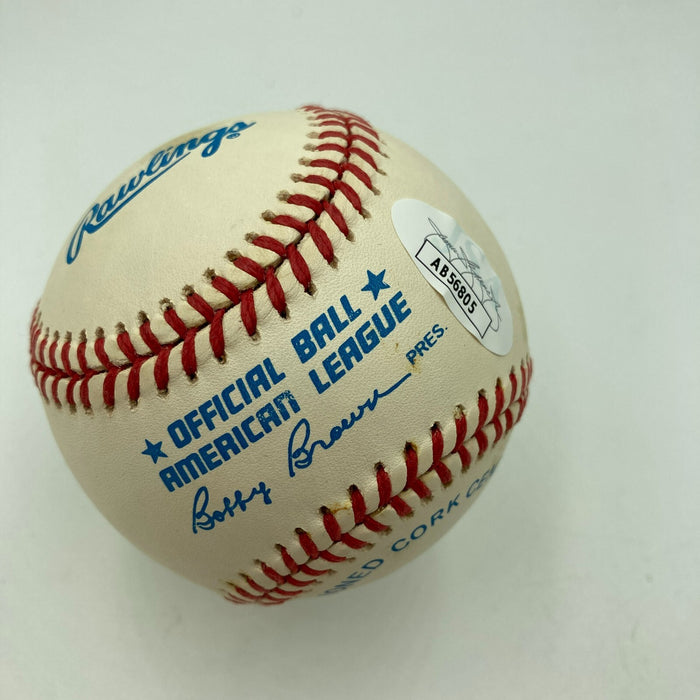 Rawlings®
OFFICIAL BALL
AMERICAN LEAGUE
Bobby Brown PRES.
AB56805
CORK